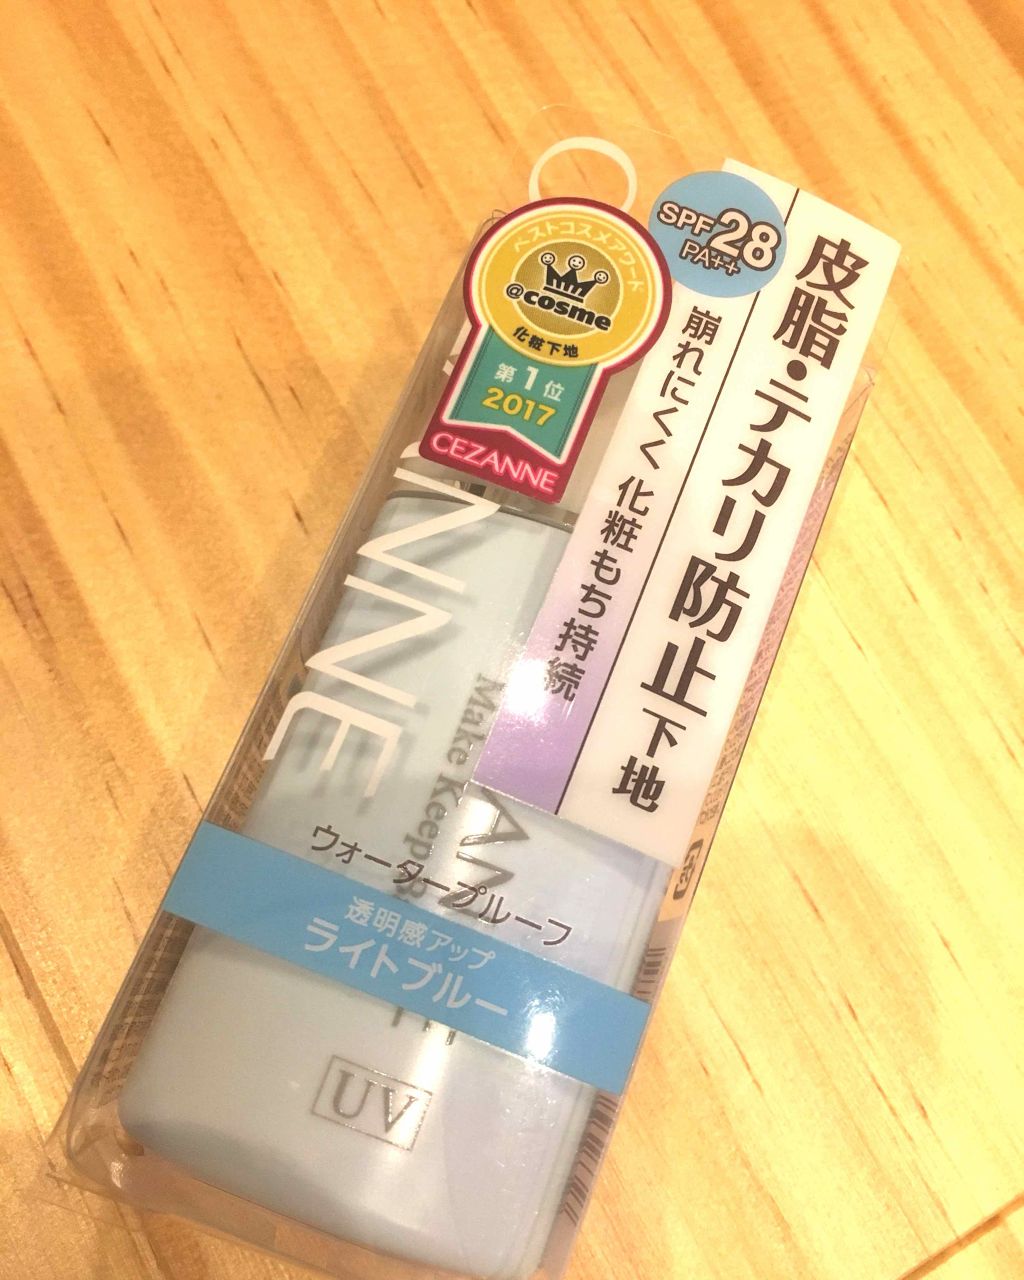 ベストコスメアワード
@cosme
化粧下地
第1位
2017
CEZANNE
SPF28
PA++
皮脂・テカリ防止下地
崩れにくく 化粧もち持続
NNE
Make Keep
ウォータープルーフ
透明感アップ
ライトブルー
UV